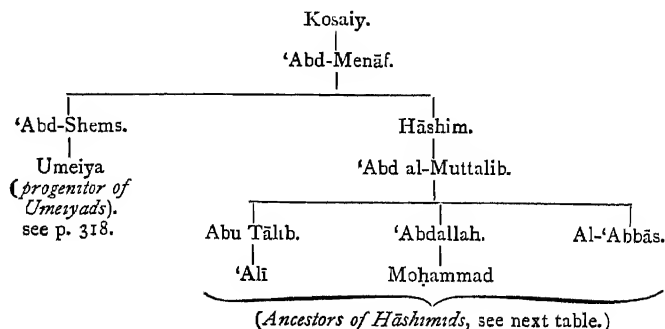 Kosaiy.
‘Abd-Menāf.
‘Abd-Shems. Hāshim.
Umeiya ‘Abd al-Muttalib.
(progenitor of
Umeiyads).
see p. 318.
Abu Tālib. ‘Abdallah. Al-‘Abbās.
‘Alī Moḥammad
(Ancestors of Hāshimids, see next table.)